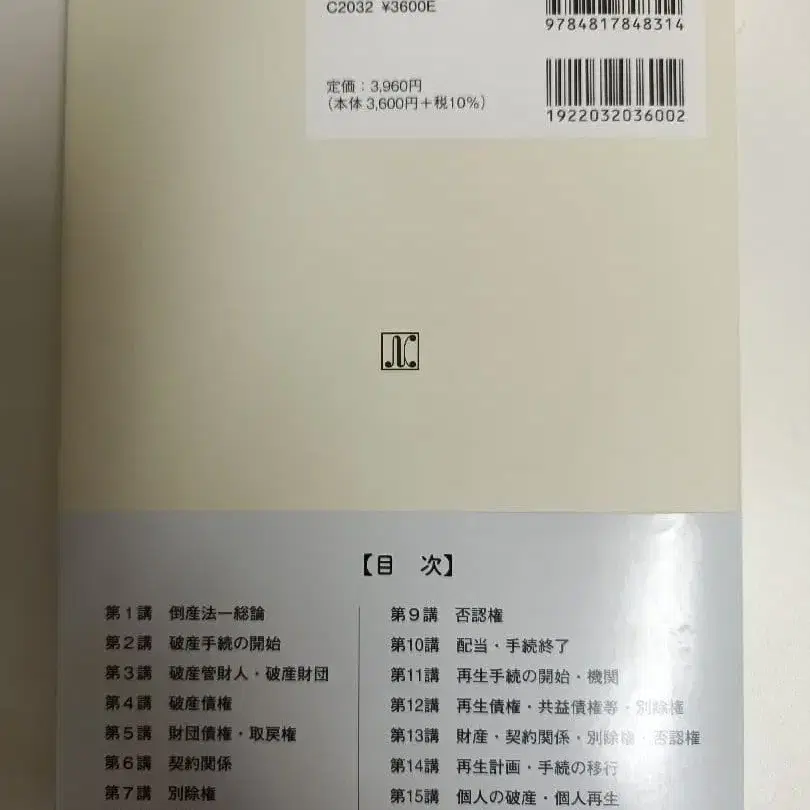 C2032 ¥3600E
9784817848314
定価：3,960円
（本体 3,600円＋税10%）
1922032036002
【目 次】
第1講 倒産法―総論
第2講 破産手続の開始
第3講 破産管財人・破産財団
第4講 破産債権
第5講 財団債権・取戻権
第6講 契約関係
第7講 別除権
第9講 否認権
第10講 配当・手続終了
第11講 再生手続の開始・機関
第12講 再生債権・共益債権等・別除権
第13講 財産・契約関係・別除権・否認権
第14講 再生計画・手続の移行
第15講 個人の破産・個人再生